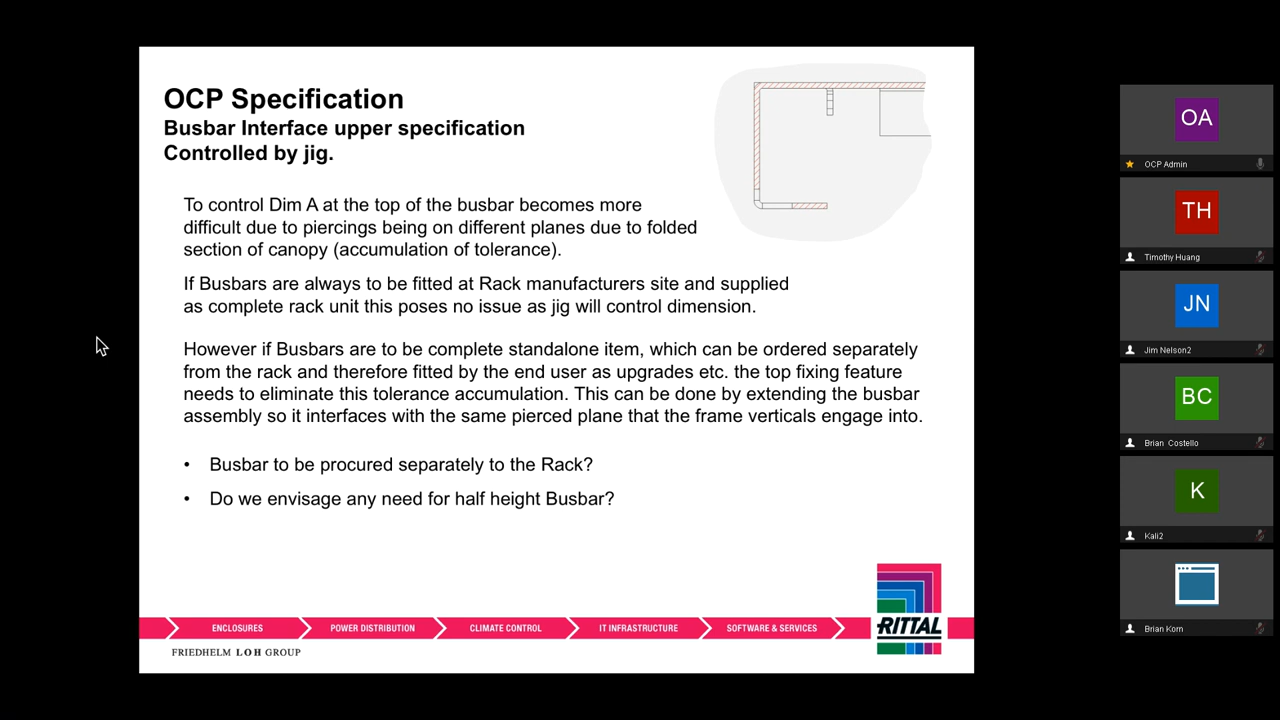 OCP Specification
Busbar Interface upper specification
Controlled by jig.
To control Dim A at the top of the busbar becomes more
difficult due to piercings being on different planes due to folded
section of canopy (accumulation of tolerance).
If Busbars are always to be fitted at Rack manufacturers site and supplied
as complete rack unit this poses no issue as jig will control dimension.
However if Busbars are to be complete standalone item, which can be ordered separately
from the rack and therefore fitted by the end user as upgrades etc. the top fixing feature
needs to eliminate this tolerance accumulation. This can be done by extending the busbar
assembly so it interfaces with the same pierced plane that the frame verticals engage into.
• Busbar to be procured separately to the Rack?
• Do we envisage any need for half height Busbar?
ENCLOSURES POWER DISTRIBUTION CLIMATE CONTROL IT INFRASTRUCTURE SOFTWARE & SERVICES
RITTAL
FRIEDHELM LOH GROUP
OA
OCP Admin
TH
Timothy Huang
JN
Jim Nelson2
BC
Brian Costello
K
Kali2
Brian Korn